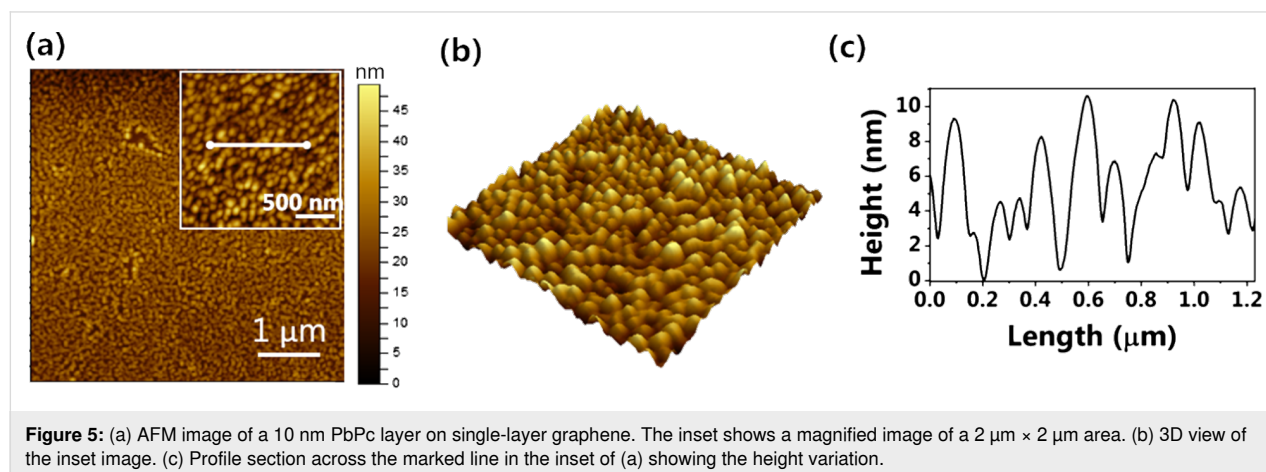 (a)
nm
45
40
35
30
25
20
15
10
5
0
500 nm
1 μm
(b)
(c)
Height (nm)
10
8
6
4
2
0
0.0 0.2 0.4 0.6 0.8 1.0 1.2
Length (μm)
Figure 5: (a) AFM image of a 10 nm PbPc layer on single-layer graphene. The inset shows a magnified image of a 2 μm × 2 μm area. (b) 3D view of
the inset image. (c) Profile section across the marked line in the inset of (a) showing the height variation.